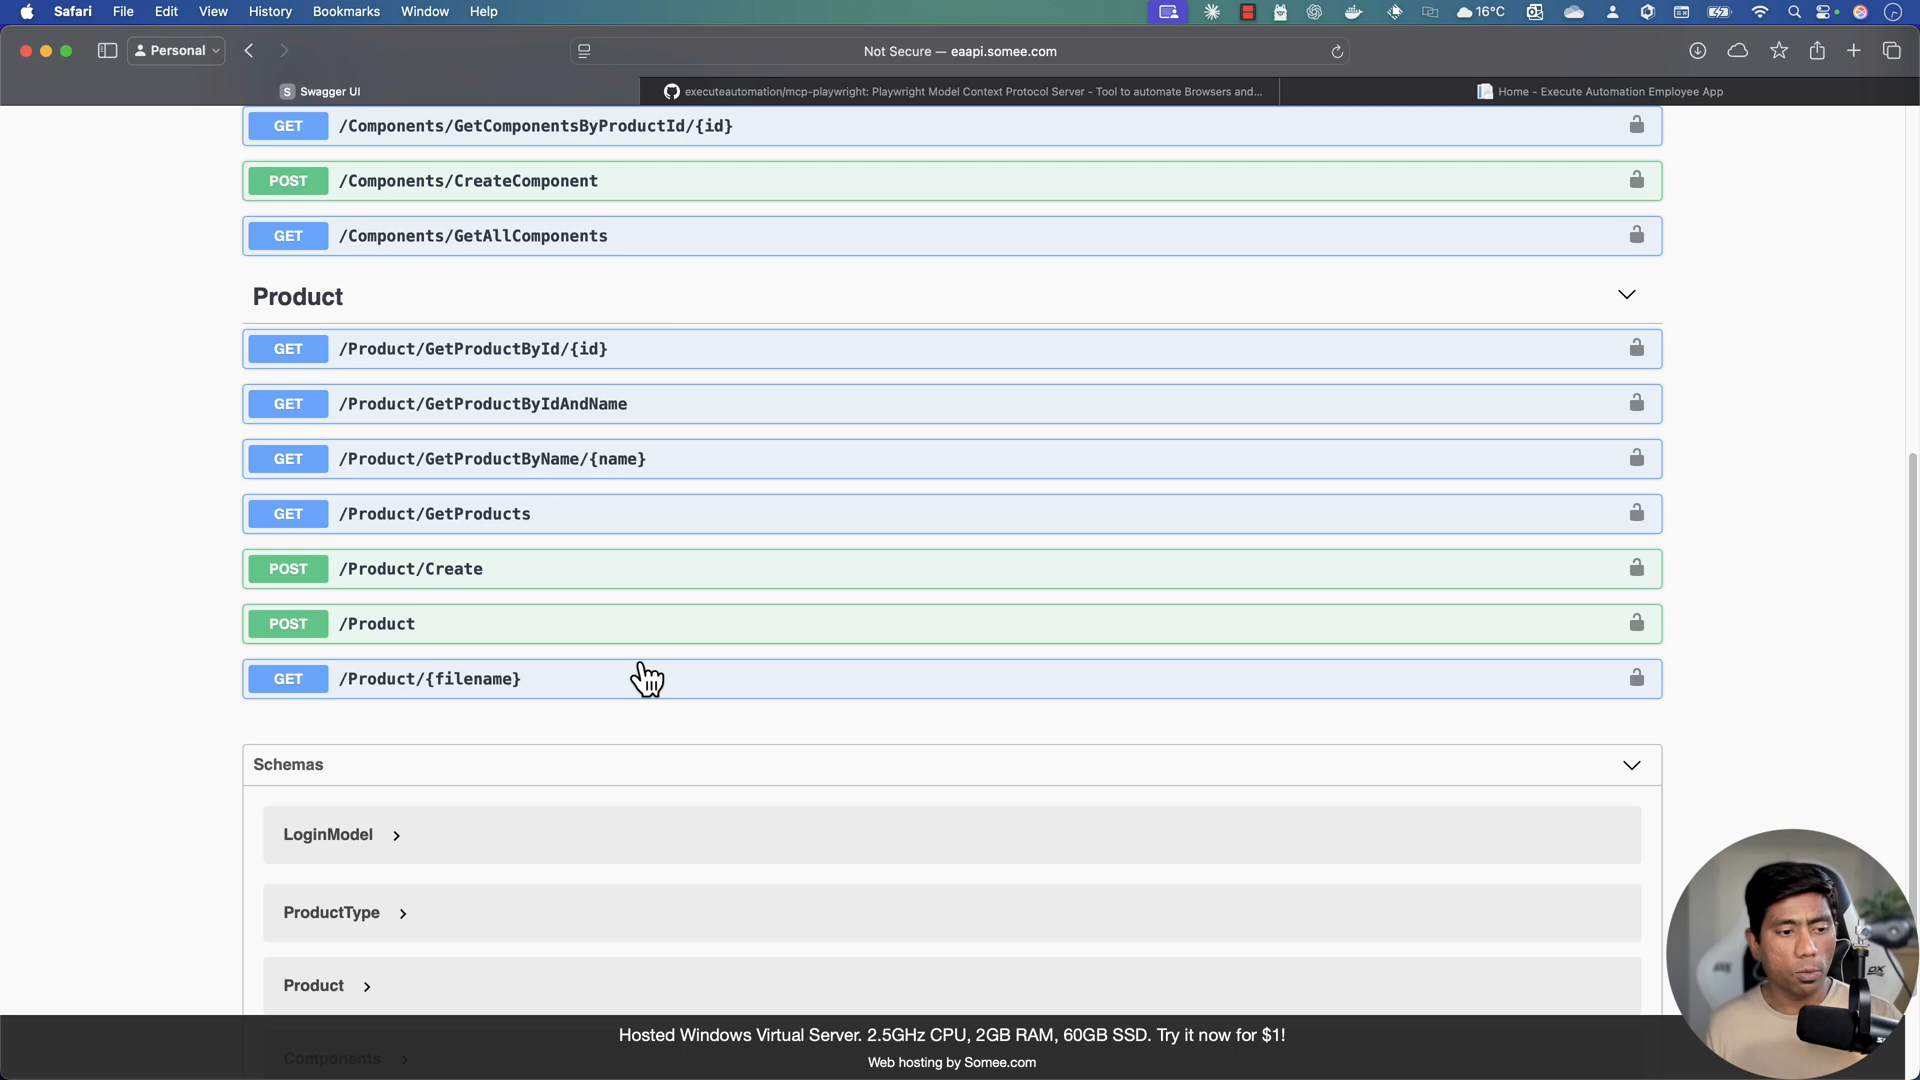 Safari File Edit View History Bookmarks Window Help 16°C
Personal
Not Secure — eaapi.somee.com
S Swagger UI
executeautomation/mcp-playwright: Playwright Model Context Protocol Server - Tool to automate Browsers and...
Home - Execute Automation Employee App
GET /Components/GetComponentsByProductId/{id}
POST /Components/CreateComponent
GET /Components/GetAllComponents
Product
GET /Product/GetProductById/{id}
GET /Product/GetProductByIdAndName
GET /Product/GetProductByName/{name}
GET /Product/GetProducts
POST /Product/Create
POST /Product
GET /Product/{filename}
Schemas
LoginModel
ProductType
Product
Components
Hosted Windows Virtual Server. 2.5GHz CPU, 2GB RAM, 60GB SSD. Try it now for $1!
Web hosting by Somee.com